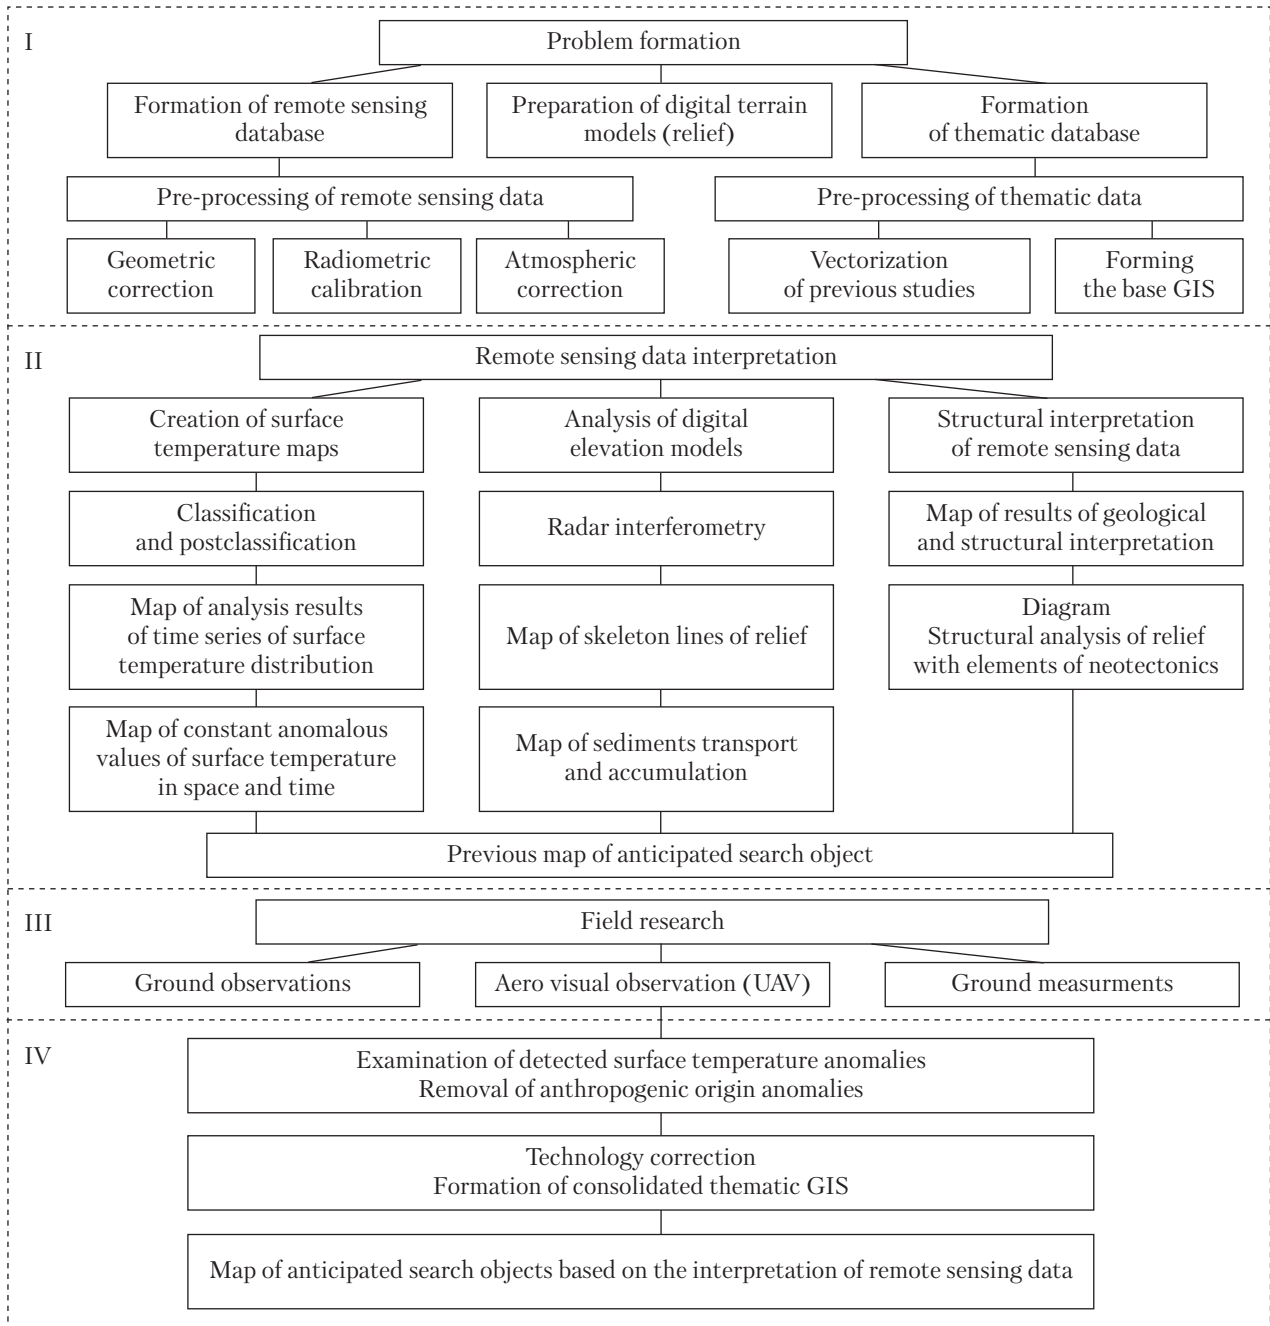 I
Problem formation
Formation of remote sensing
database
Preparation of digital terrain
models (relief)
Formation
of thematic database
Pre-processing of remote sensing data
Pre-processing of thematic data
Geometric
correction
Radiometric
calibration
Atmospheric
correction
Vectorization
of previous studies
Forming
the base GIS
II
Remote sensing data interpretation
Creation of surface
temperature maps
Analysis of digital
elevation models
Structural interpretation
of remote sensing data
Classification
and postclassification
Radar interferometry
Map of results of geological
and structural interpretation
Map of analysis results
of time series of surface
temperature distribution
Map of skeleton lines of relief
Diagram
Structural analysis of relief
with elements of neotectonics
Map of constant anomalous
values of surface temperature
in space and time
Map of sediments transport
and accumulation
Previous map of anticipated search object
III
Field research
Ground observations
Aero visual observation (UAV)
Ground measurments
IV
Examination of detected surface temperature anomalies
Removal of anthropogenic origin anomalies
Technology correction
Formation of consolidated thematic GIS
Map of anticipated search objects based on the interpretation of remote sensing data